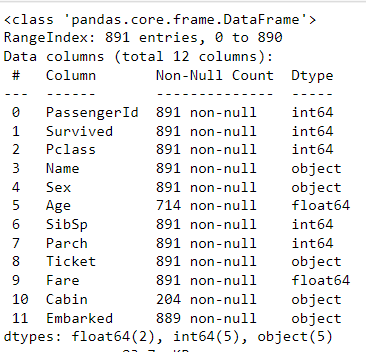 <class 'pandas.core.frame.DataFrame'>
RangeIndex: 891 entries, 0 to 890
Data columns (total 12 columns):
 #   Column       Non-Null Count  Dtype
---  ------       --------------  -----
 0   PassengerId  891 non-null    int64
 1   Survived     891 non-null    int64
 2   Pclass       891 non-null    int64
 3   Name         891 non-null    object
 4   Sex          891 non-null    object
 5   Age          714 non-null    float64
 6   SibSp        891 non-null    int64
 7   Parch        891 non-null    int64
 8   Ticket       891 non-null    object
 9   Fare         891 non-null    float64
 10  Cabin        204 non-null    object
 11  Embarked     889 non-null    object
dtypes: float64(2), int64(5), object(5)